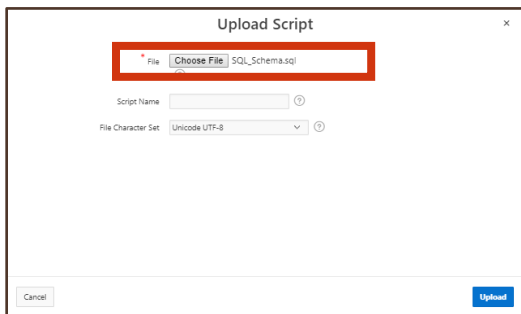 Upload Script
×
* File Choose File SQL_Schema.sql
?
Script Name ?
File Character Set Unicode UTF-8 ?
Cancel Upload